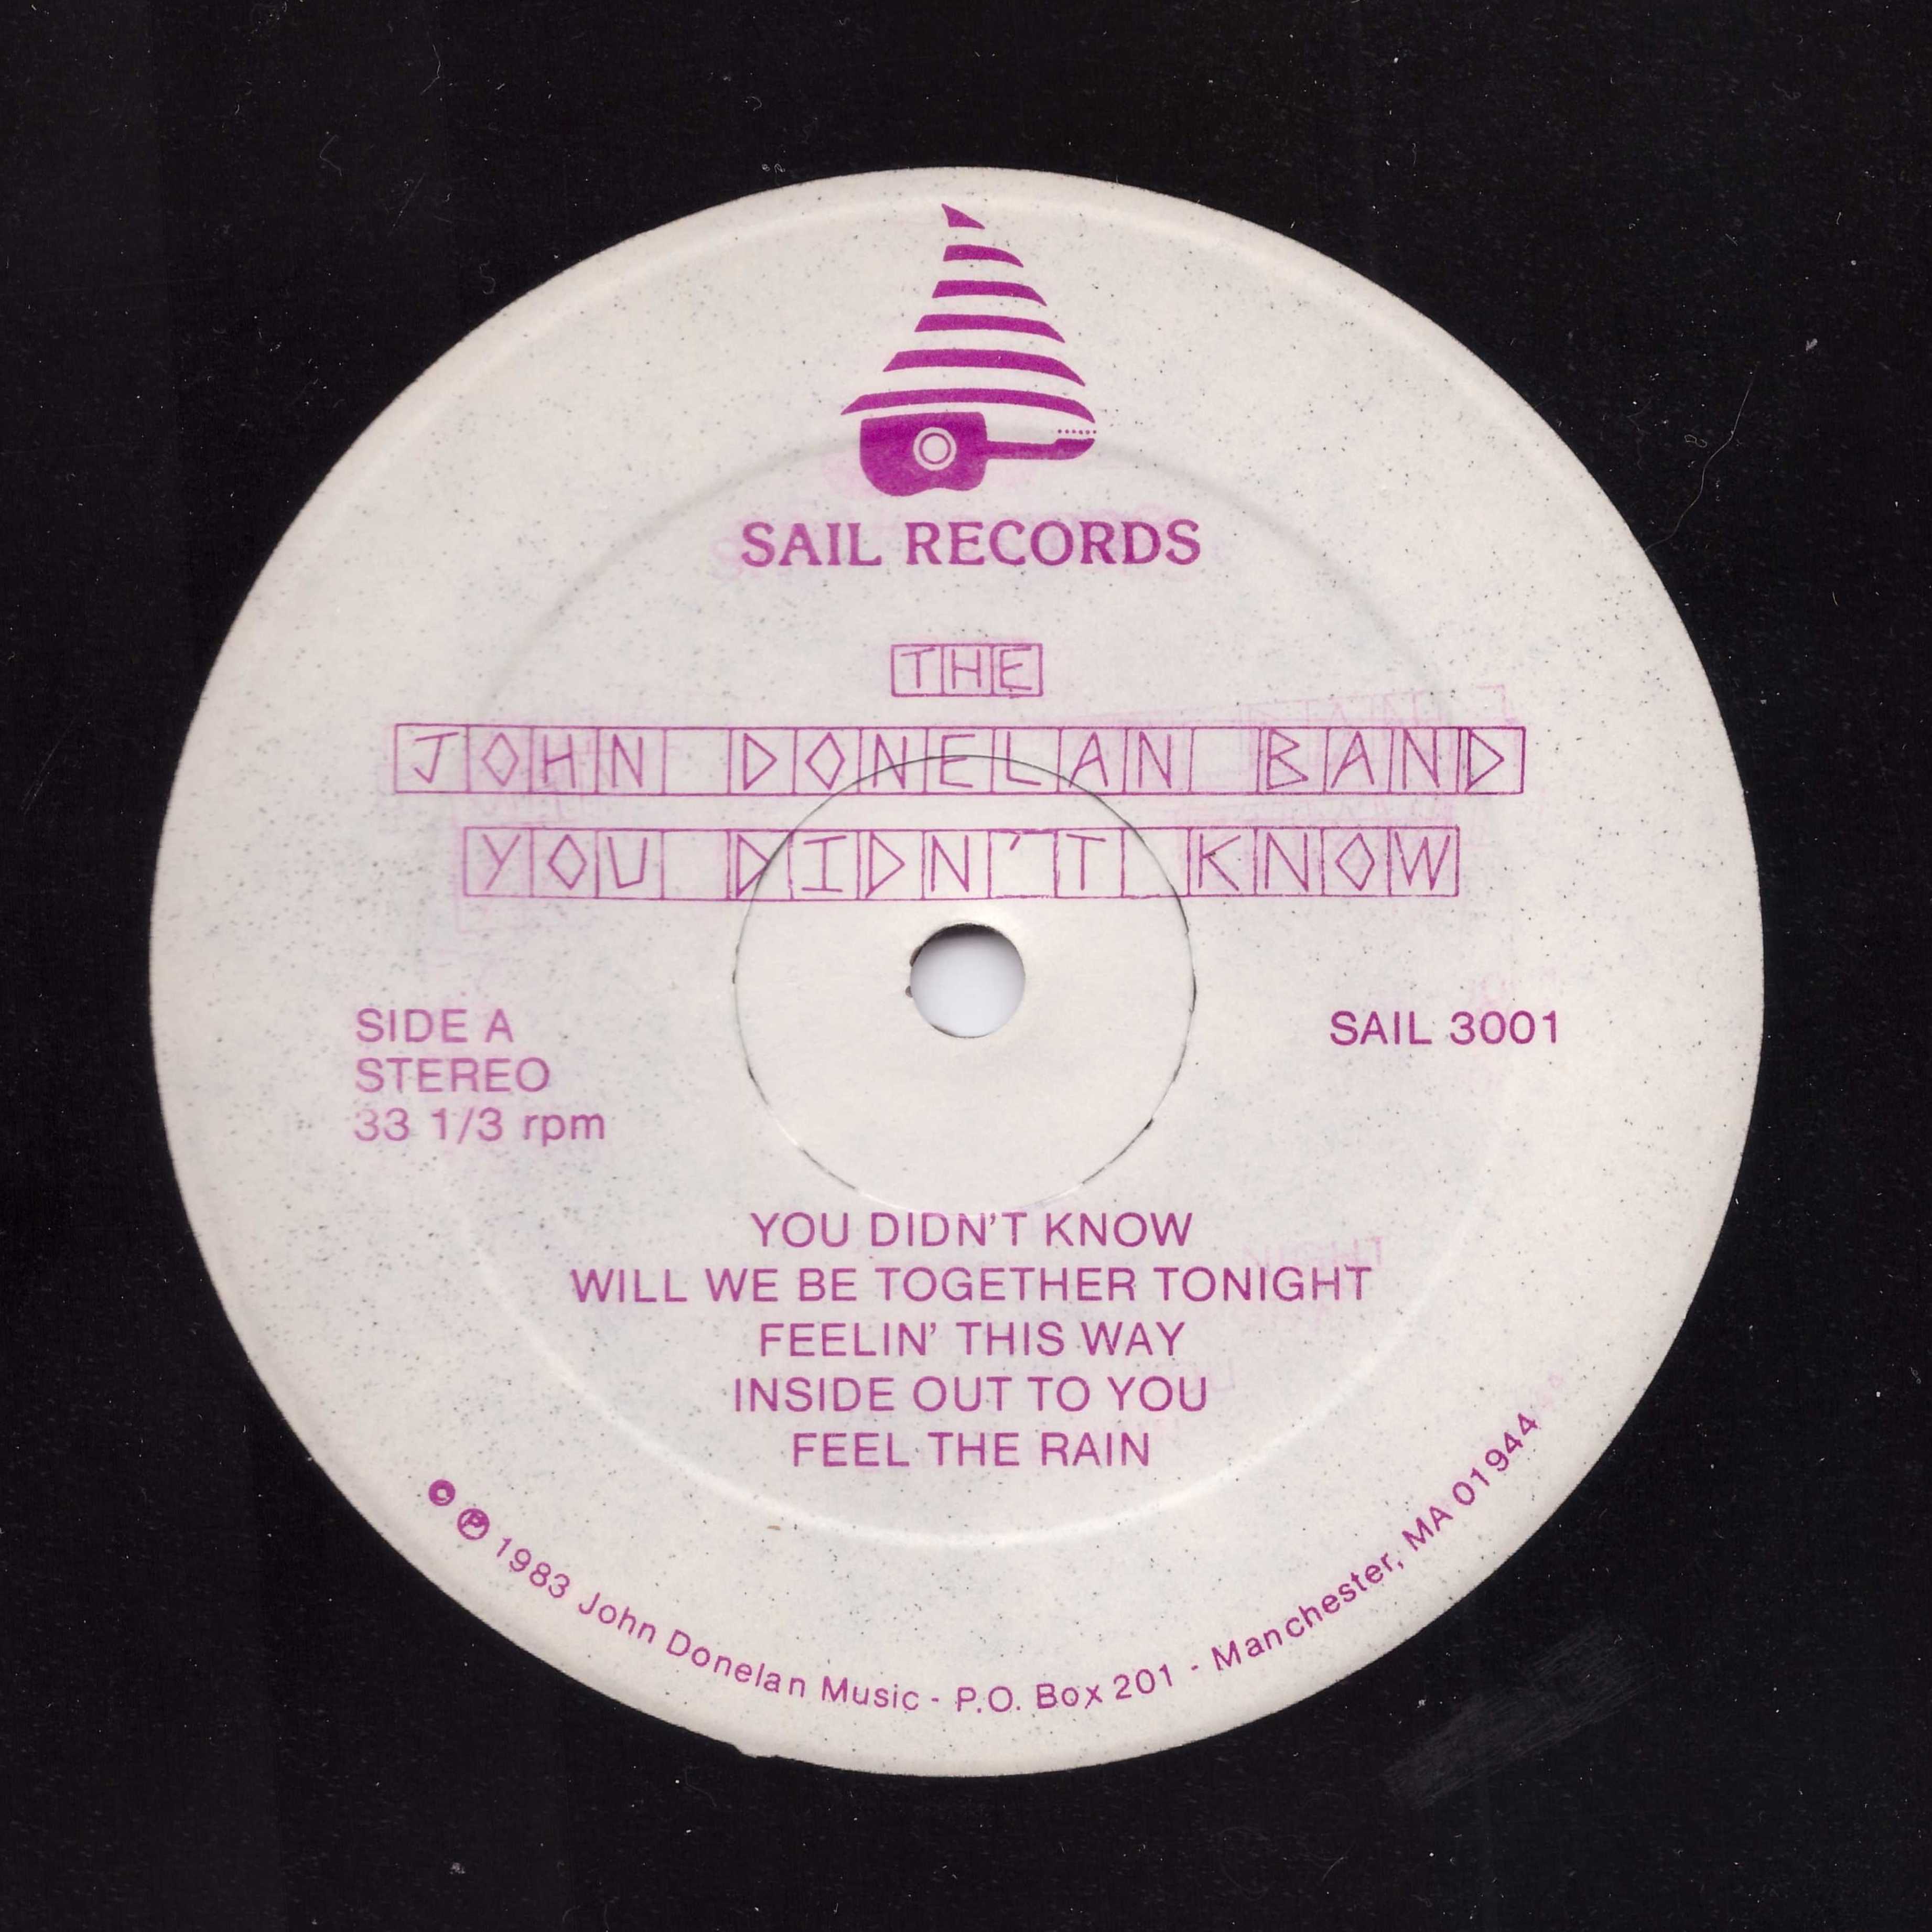 SAIL RECORDS
THE
JOHN DONELAN BAND
YOU DIDN'T KNOW
SIDE A
STEREO
33 1/3 rpm
SAIL 3001
YOU DIDN'T KNOW
WILL WE BE TOGETHER TONIGHT
FEELIN' THIS WAY
INSIDE OUT TO YOU
FEEL THE RAIN
© ℗ 1983 John Donelan Music - P.O. Box 201 - Manchester, MA 01944